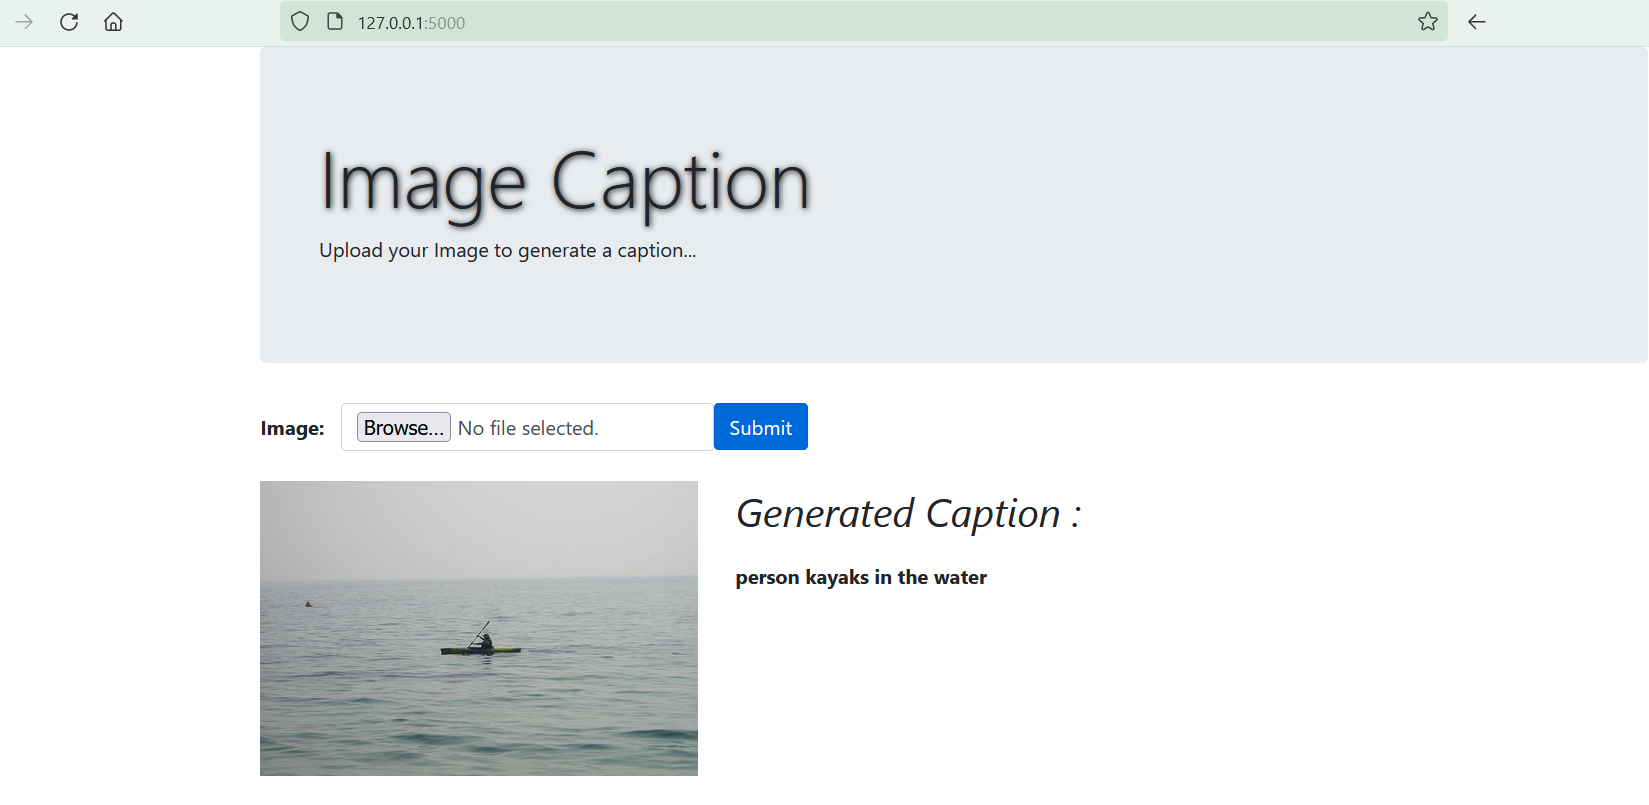 127.0.0.1:5000
Image Caption
Upload your Image to generate a caption...
Image: Browse... No file selected. Submit
Generated Caption :
person kayaks in the water